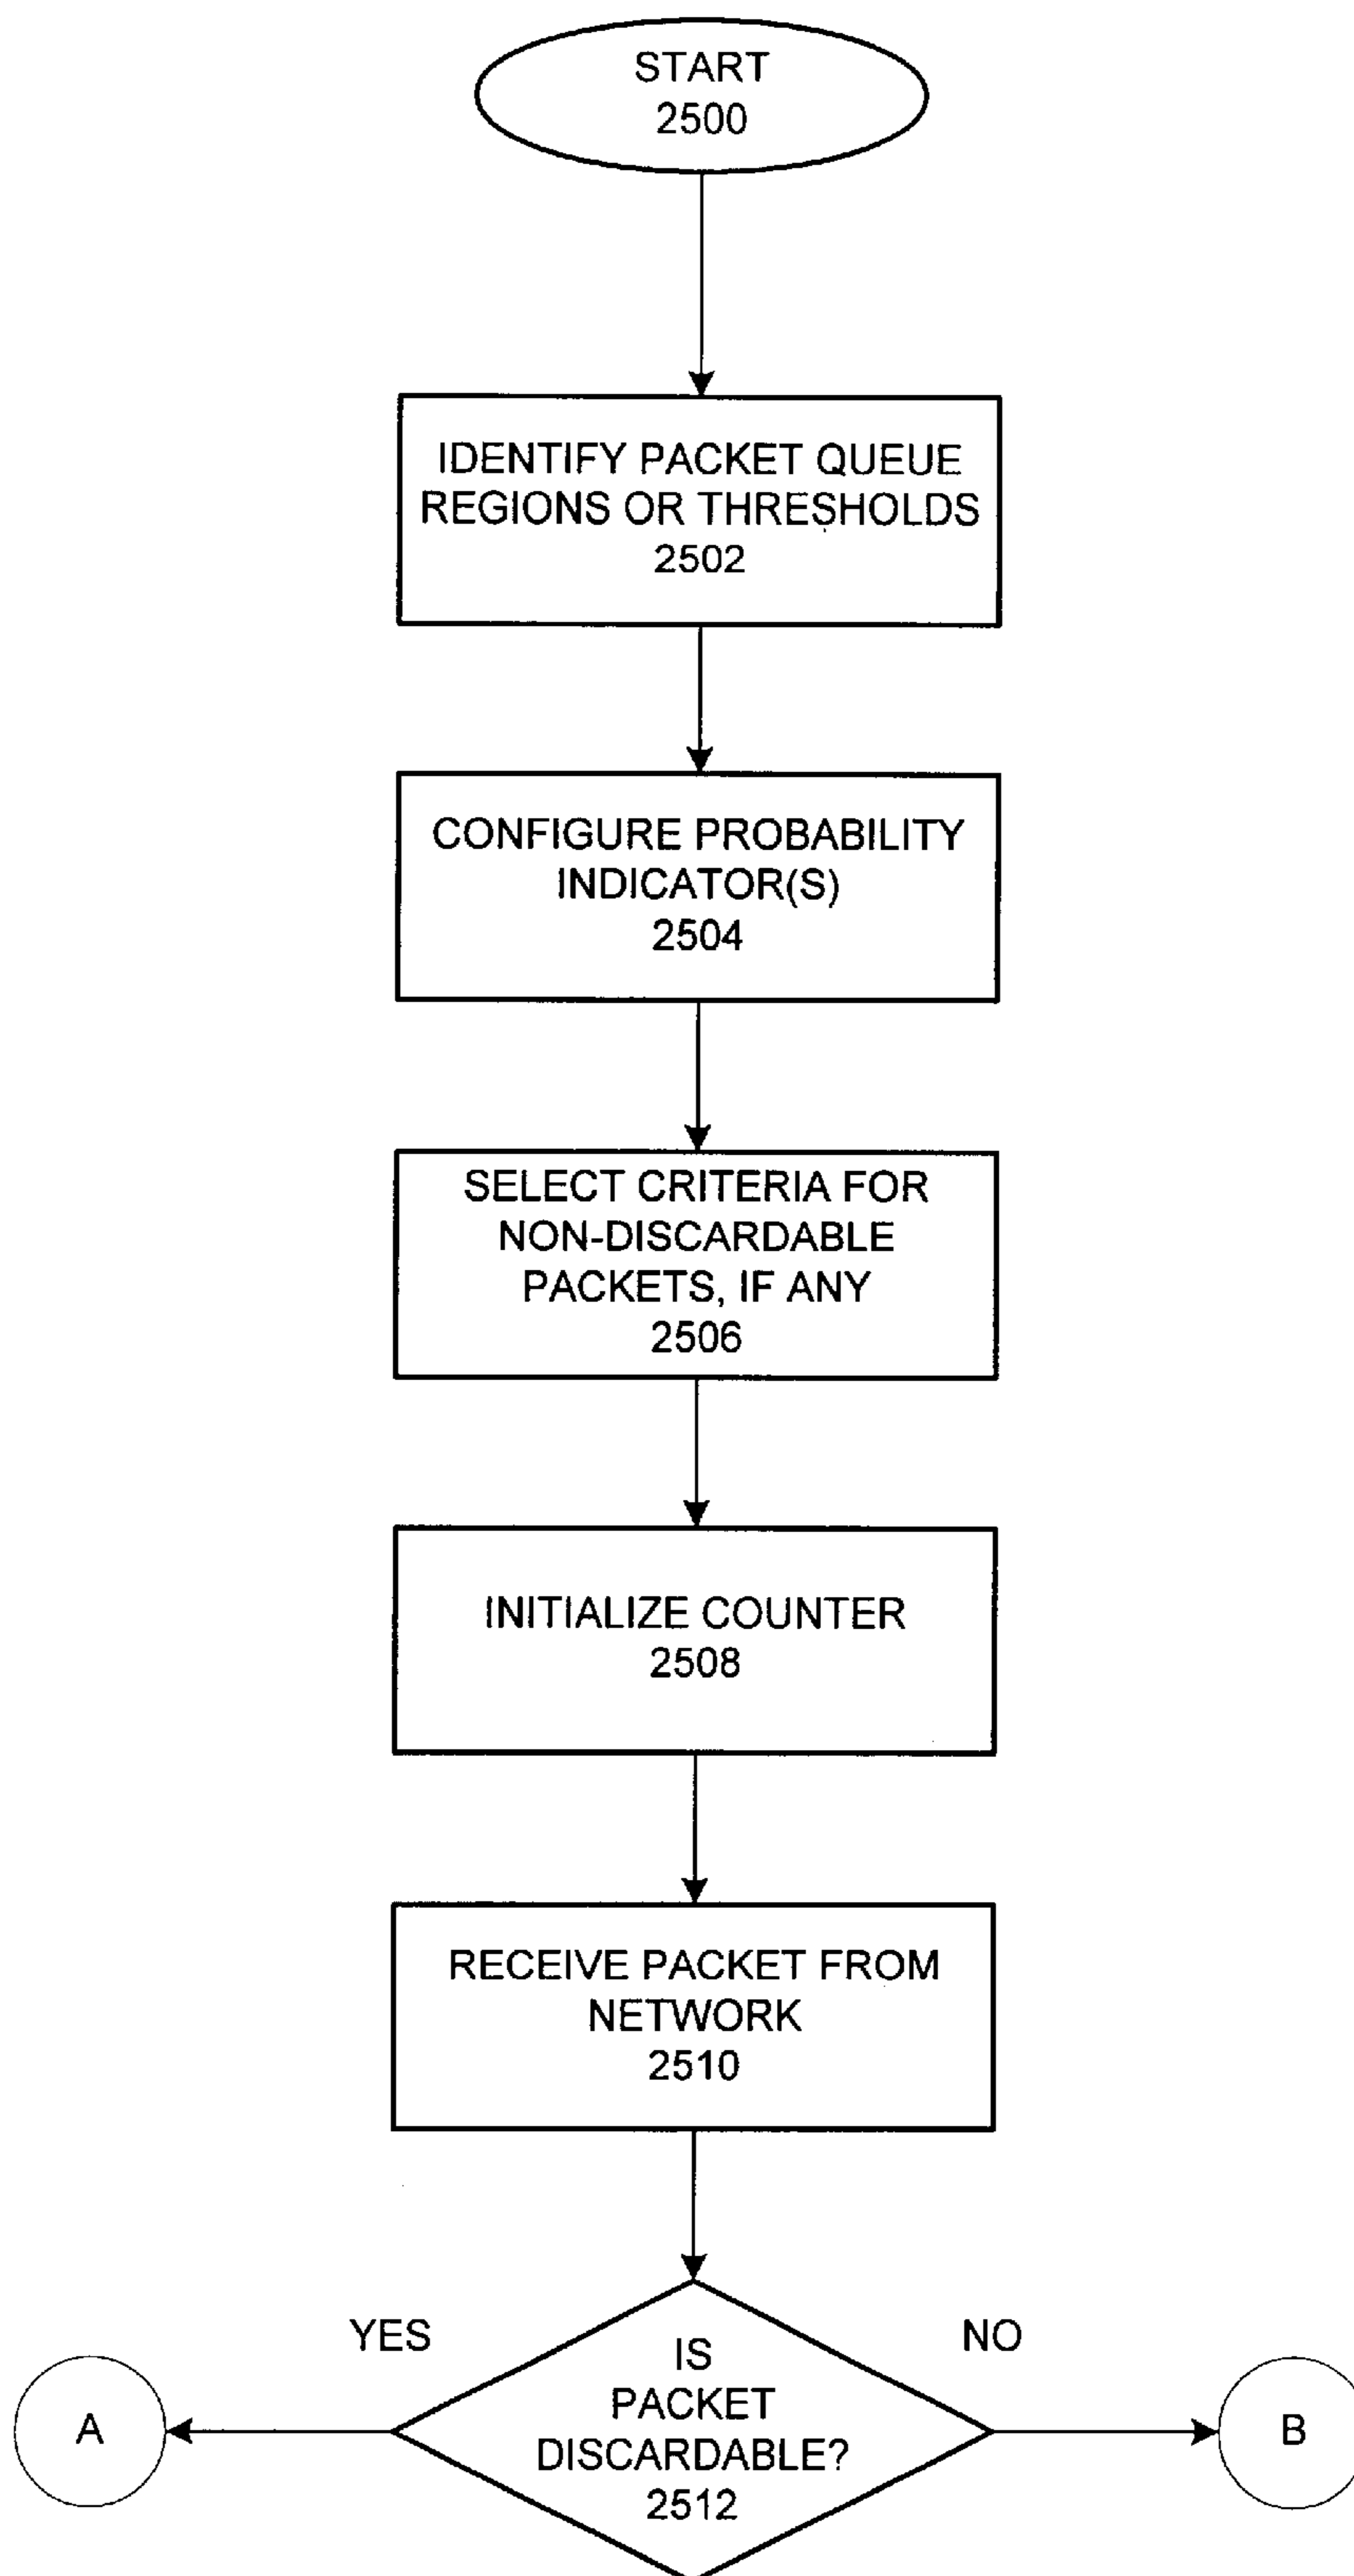 START
2500
IDENTIFY PACKET QUEUE
REGIONS OR THRESHOLDS
2502
CONFIGURE PROBABILITY
INDICATOR(S)
2504
SELECT CRITERIA FOR
NON-DISCARDABLE
PACKETS, IF ANY
2506
INITIALIZE COUNTER
2508
RECEIVE PACKET FROM
NETWORK
2510
YES
NO
IS
PACKET
DISCARDABLE?
2512
A
B